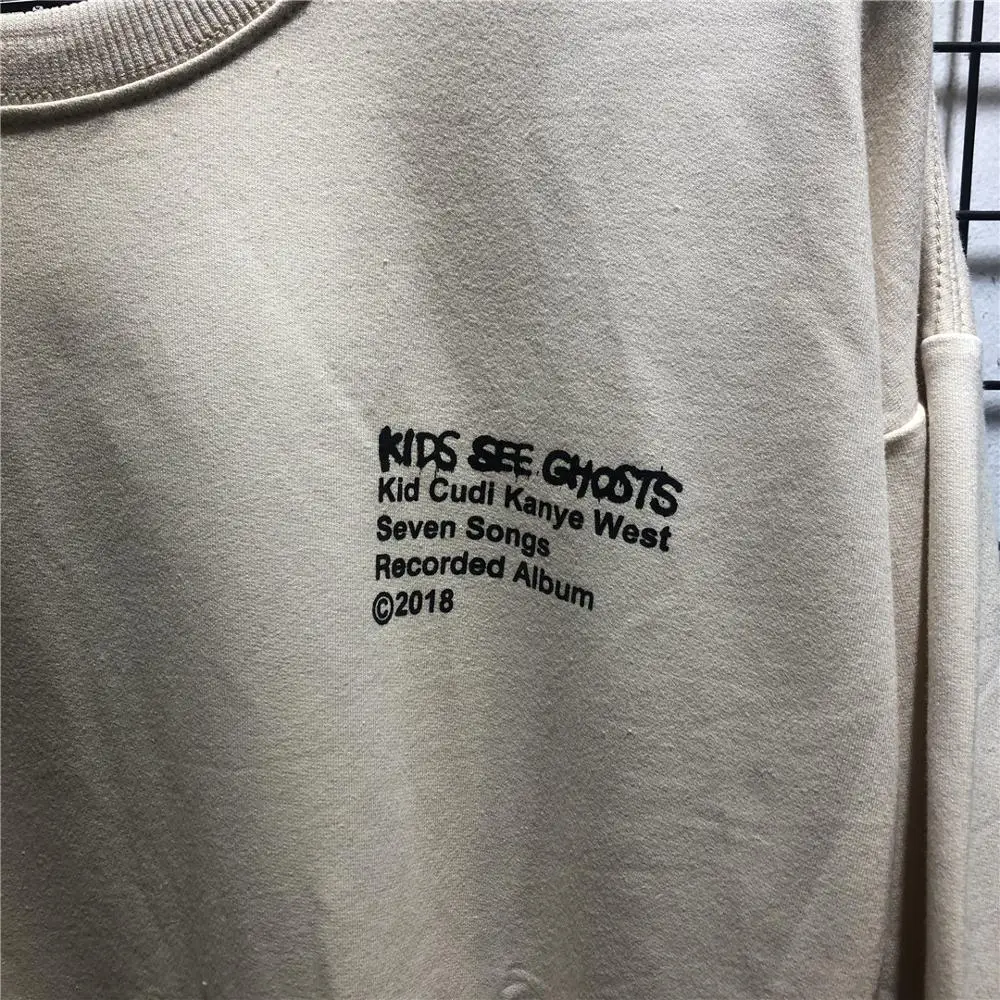 KIDS SEE GHOSTS
Kid Cudi Kanye West
Seven Songs
Recorded Album
©2018